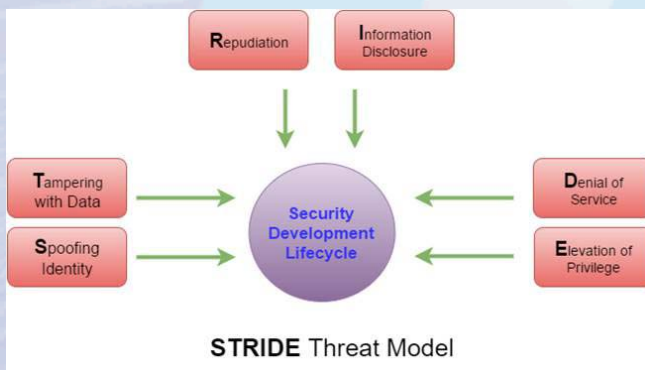 Repudiation
Information
Disclosure
Tampering
with Data
Security
Development
Lifecycle
Denial of
Service
Spoofing
Identity
Elevation of
Privilege
STRIDE Threat Model